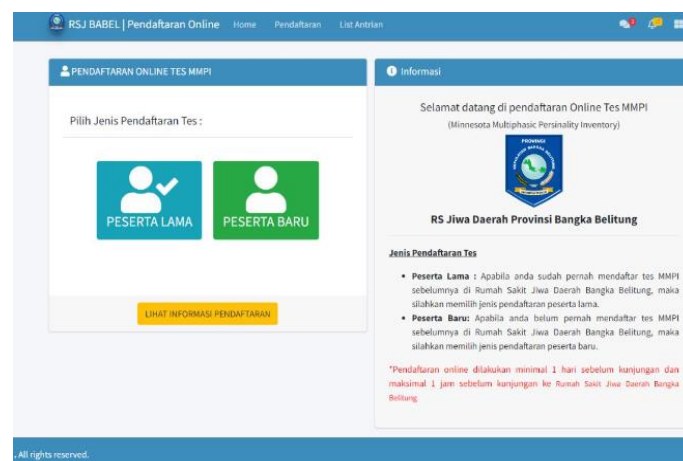 RSJ BABEL | Pendaftaran Online Home Pendaftaran List Antrian
PENDAFTARAN ONLINE TES MMPI
Pilih Jenis Pendaftaran Tes :
PESERTA LAMA
PESERTA BARU
LIHAT INFORMASI PENDAFTARAN
Informasi
Selamat datang di pendaftaran Online Tes MMPI
(Minnesota Multiphasic Persinality Inventory)
RS Jiwa Daerah Provinsi Bangka Belitung
Jenis Pendaftaran Tes
Peserta Lama : Apabila anda sudah pernah mendaftar tes MMPI
sebelumnya di Rumah Sakit Jiwa Daerah Bangka Belitung, maka
silahkan memilih jenis pendaftaran peserta lama.
Peserta Baru: Apabila anda belum pernah mendaftar tes MMPI
sebelumnya di Rumah Sakit Jiwa Daerah Bangka Belitung, maka
silahkan memilih jenis pendaftaran peserta baru.
*Pendaftaran online dilakukan minimal 1 hari sebelum kunjungan dan
maksimal 1 jam sebelum kunjungan ke Rumah Sakit Jiwa Daerah Bangka
Belitung
. All rights reserved.